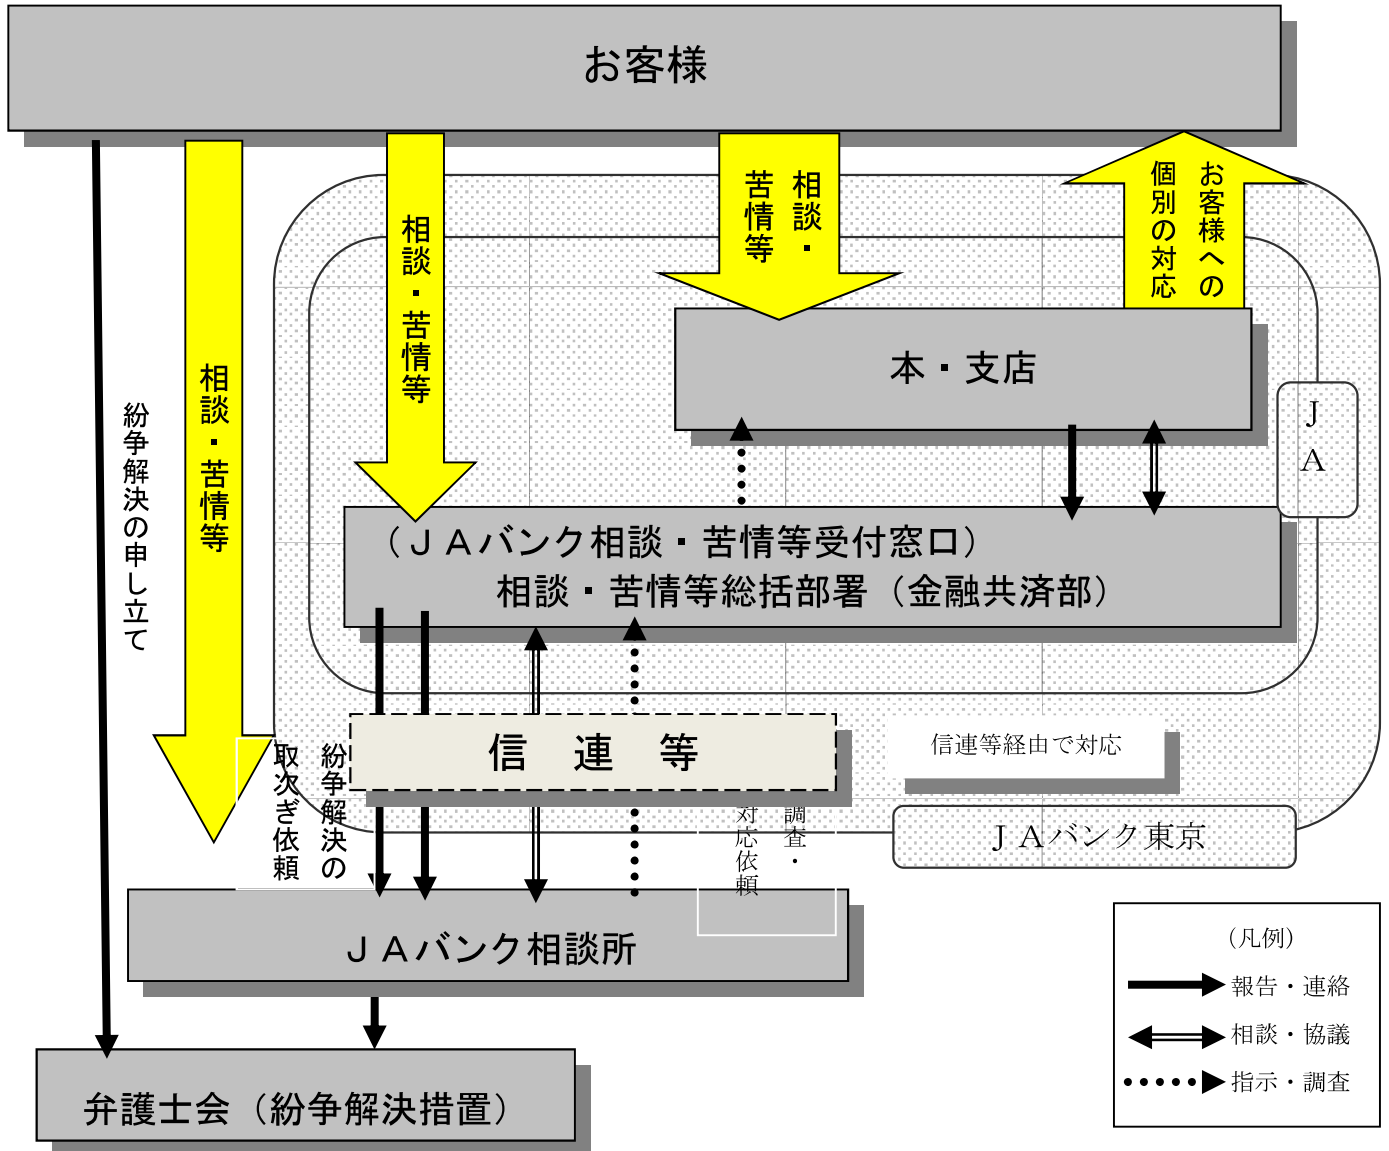 お客様
相談・
苦情等
お客様への
個別の対応
相談・苦情等
相談・苦情等
紛争解決の申し立て
本・支店
ＪＡ
（ＪＡバンク相談・苦情等受付窓口）
相談・苦情等総括部署（金融共済部）
信　連　等
信連等経由で対応
紛争解決の
取次ぎ依頼
調査・
対応依頼
ＪＡバンク東京
ＪＡバンク相談所
弁護士会（紛争解決措置）
（凡例）
報告・連絡
相談・協議
指示・調査